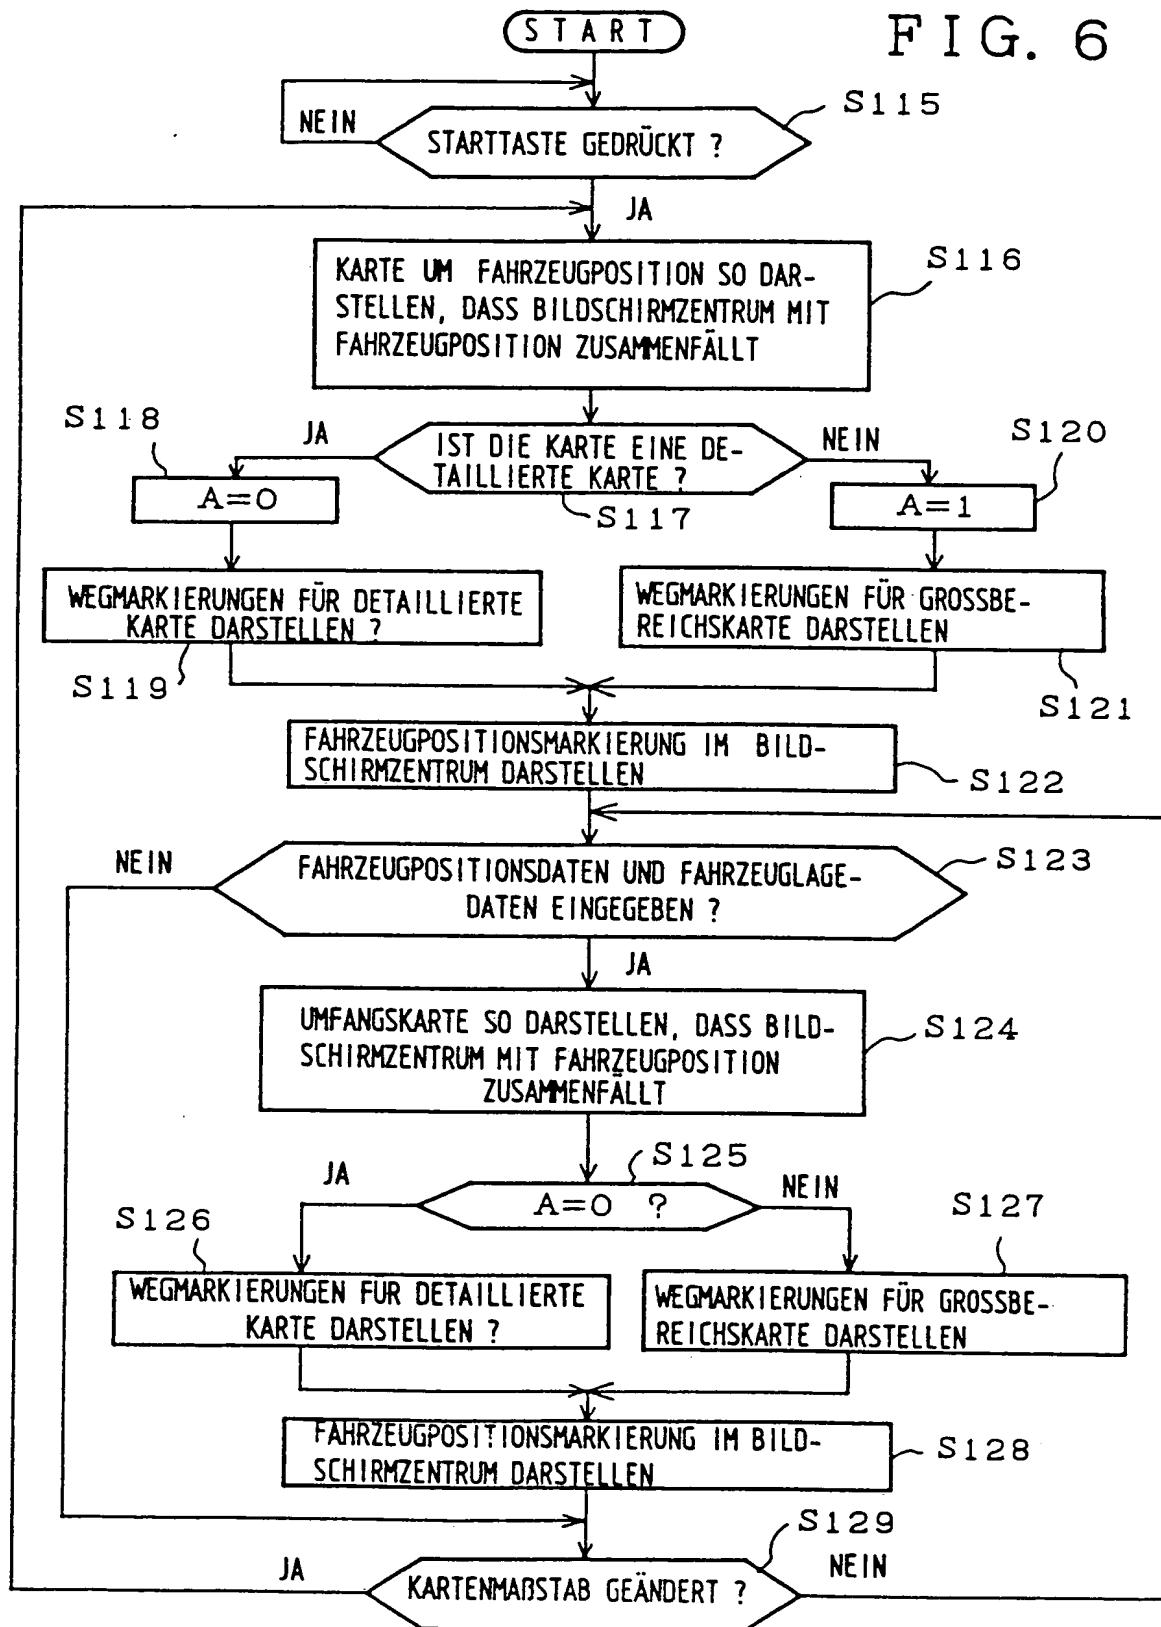 START
FIG. 6
S115
NEIN
STARTTASTE GEDRÜCKT ?
JA
S116
KARTE UM FAHRZEUGPOSITION SO DAR-
STELLEN, DASS BILDSCHIRMZENTRUM MIT
FAHRZEUGPOSITION ZUSAMMENFÄLLT
S118
JA
IST DIE KARTE EINE DE-
TAILLIERTE KARTE ?
NEIN
S120
A=0
S117
A=1
WEGMARKIERUNGEN FÜR DETAILLIERTE
KARTE DARSTELLEN ?
WEGMARKIERUNGEN FÜR GROSSBE-
REICHSKARTE DARSTELLEN
S119
S121
FAHRZEUGPOSITIONSMARKIERUNG IM BILD-
SCHIRMZENTRUM DARSTELLEN
S122
NEIN
S123
FAHRZEUGPOSITIONSDATEN UND FAHRZEUGLAGE-
DATEN EINGEGEBEN ?
JA
UMFANGSKARTE SO DARSTELLEN, DASS BILD-
SCHIRMZENTRUM MIT FAHRZEUGPOSITION
ZUSAMMENFÄLLT
S124
S125
JA
A=0 ?
NEIN
S126
S127
WEGMARKIERUNGEN FUR DETAILLIERTE
KARTE DARSTELLEN ?
WEGMARKIERUNGEN FÜR GROSSBE-
REICHSKARTE DARSTELLEN
FAHRZEUGPOSITIONSMARKIERUNG IM BILD-
SCHIRMZENTRUM DARSTELLEN
S128
S129
JA
KARTENMAßSTAB GEÄNDERT ?
NEIN